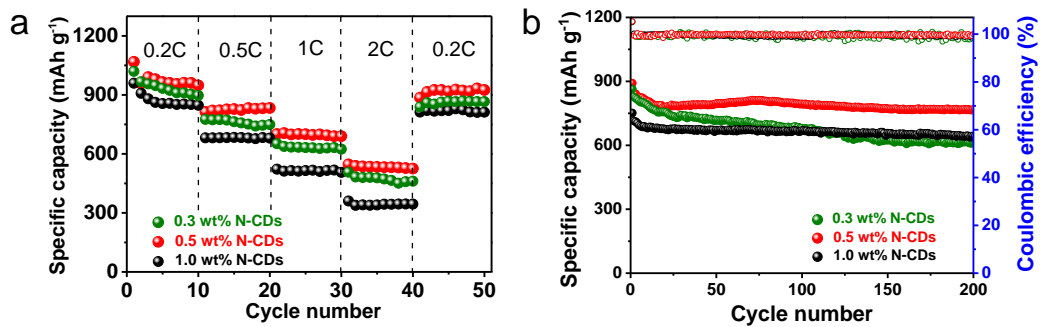 a
1200
900
600
300
0
0.2C
0.5C
1C
2C
0.2C
0.3 wt% N-CDs
0.5 wt% N-CDs
1.0 wt% N-CDs
0
10
20
30
40
50
Cycle number
Specific capacity (mAh g⁻¹)
b
1200
900
600
300
0
100
80
60
40
20
0
0.3 wt% N-CDs
0.5 wt% N-CDs
1.0 wt% N-CDs
0
50
100
150
200
Cycle number
Specific capacity (mAh g⁻¹)
Coulombic efficiency (%)